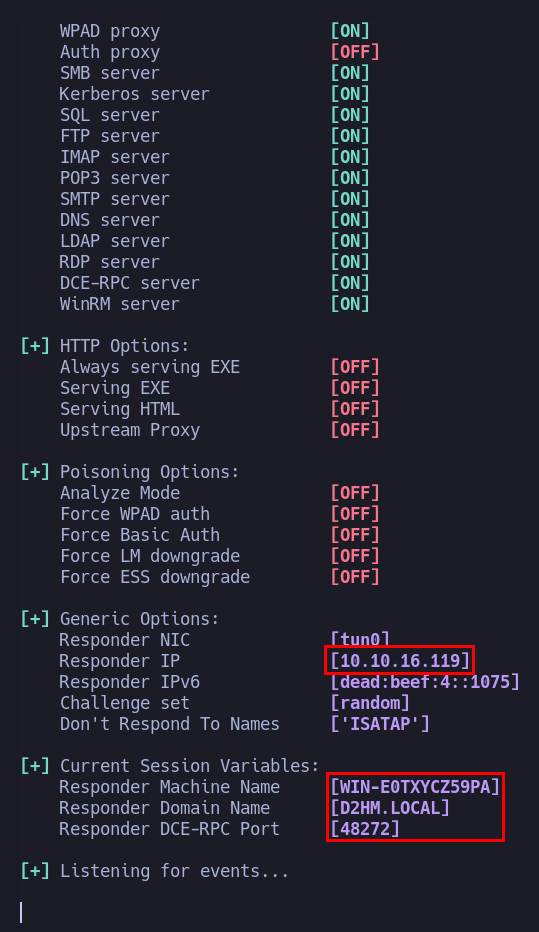 WPAD proxy [ON]
Auth proxy [OFF]
SMB server [ON]
Kerberos server [ON]
SQL server [ON]
FTP server [ON]
IMAP server [ON]
POP3 server [ON]
SMTP server [ON]
DNS server [ON]
LDAP server [ON]
RDP server [ON]
DCE-RPC server [ON]
WinRM server [ON]
[+] HTTP Options:
Always serving EXE [OFF]
Serving EXE [OFF]
Serving HTML [OFF]
Upstream Proxy [OFF]
[+] Poisoning Options:
Analyze Mode [OFF]
Force WPAD auth [OFF]
Force Basic Auth [OFF]
Force LM downgrade [OFF]
Force ESS downgrade [OFF]
[+] Generic Options:
Responder NIC [tun0]
Responder IP [10.10.16.119]
Responder IPv6 [dead:beef:4::1075]
Challenge set [random]
Don't Respond To Names ['ISATAP']
[+] Current Session Variables:
Responder Machine Name [WIN-E0TXYCZ59PA]
Responder Domain Name [D2HM.LOCAL]
Responder DCE-RPC Port [48272]
[+] Listening for events...